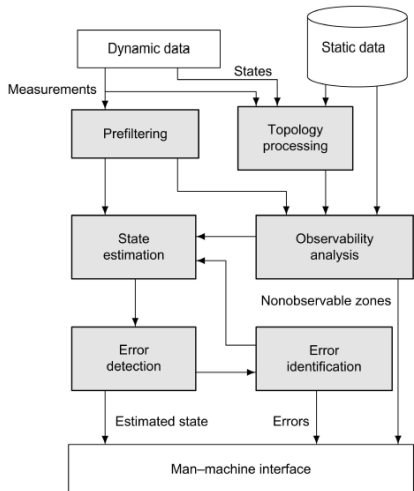 Dynamic data
Static data
States
Measurements
Prefiltering
Topology
processing
State
estimation
Observability
analysis
Nonobservable zones
Error
detection
Error
identification
Estimated state
Errors
Man–machine interface